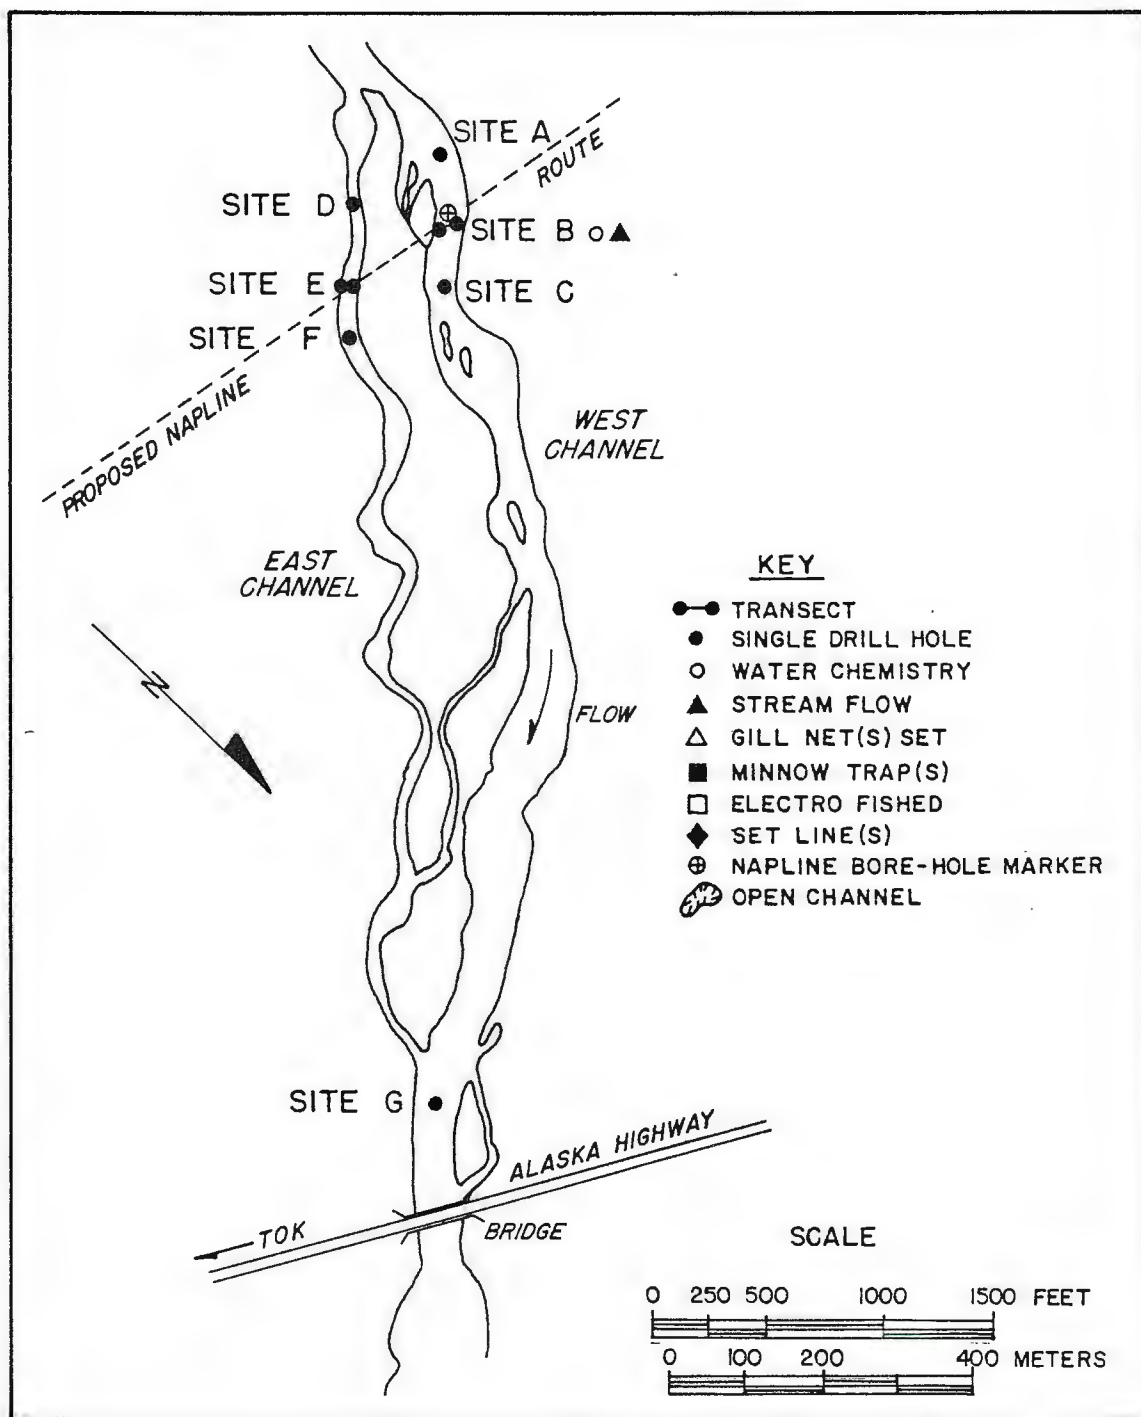 SITE A
ROUTE
SITE D
SITE B
SITE E
SITE C
SITE F
PROPOSED NAPLINE
WEST
CHANNEL
EAST
CHANNEL
N
FLOW
KEY
TRANSECT
SINGLE DRILL HOLE
WATER CHEMISTRY
STREAM FLOW
GILL NET(S) SET
MINNOW TRAP(S)
ELECTRO FISHED
SET LINE(S)
NAPLINE BORE-HOLE MARKER
OPEN CHANNEL
SITE G
ALASKA HIGHWAY
TOK
BRIDGE
SCALE
0 250 500 1000 1500 FEET
0 100 200 400 METERS